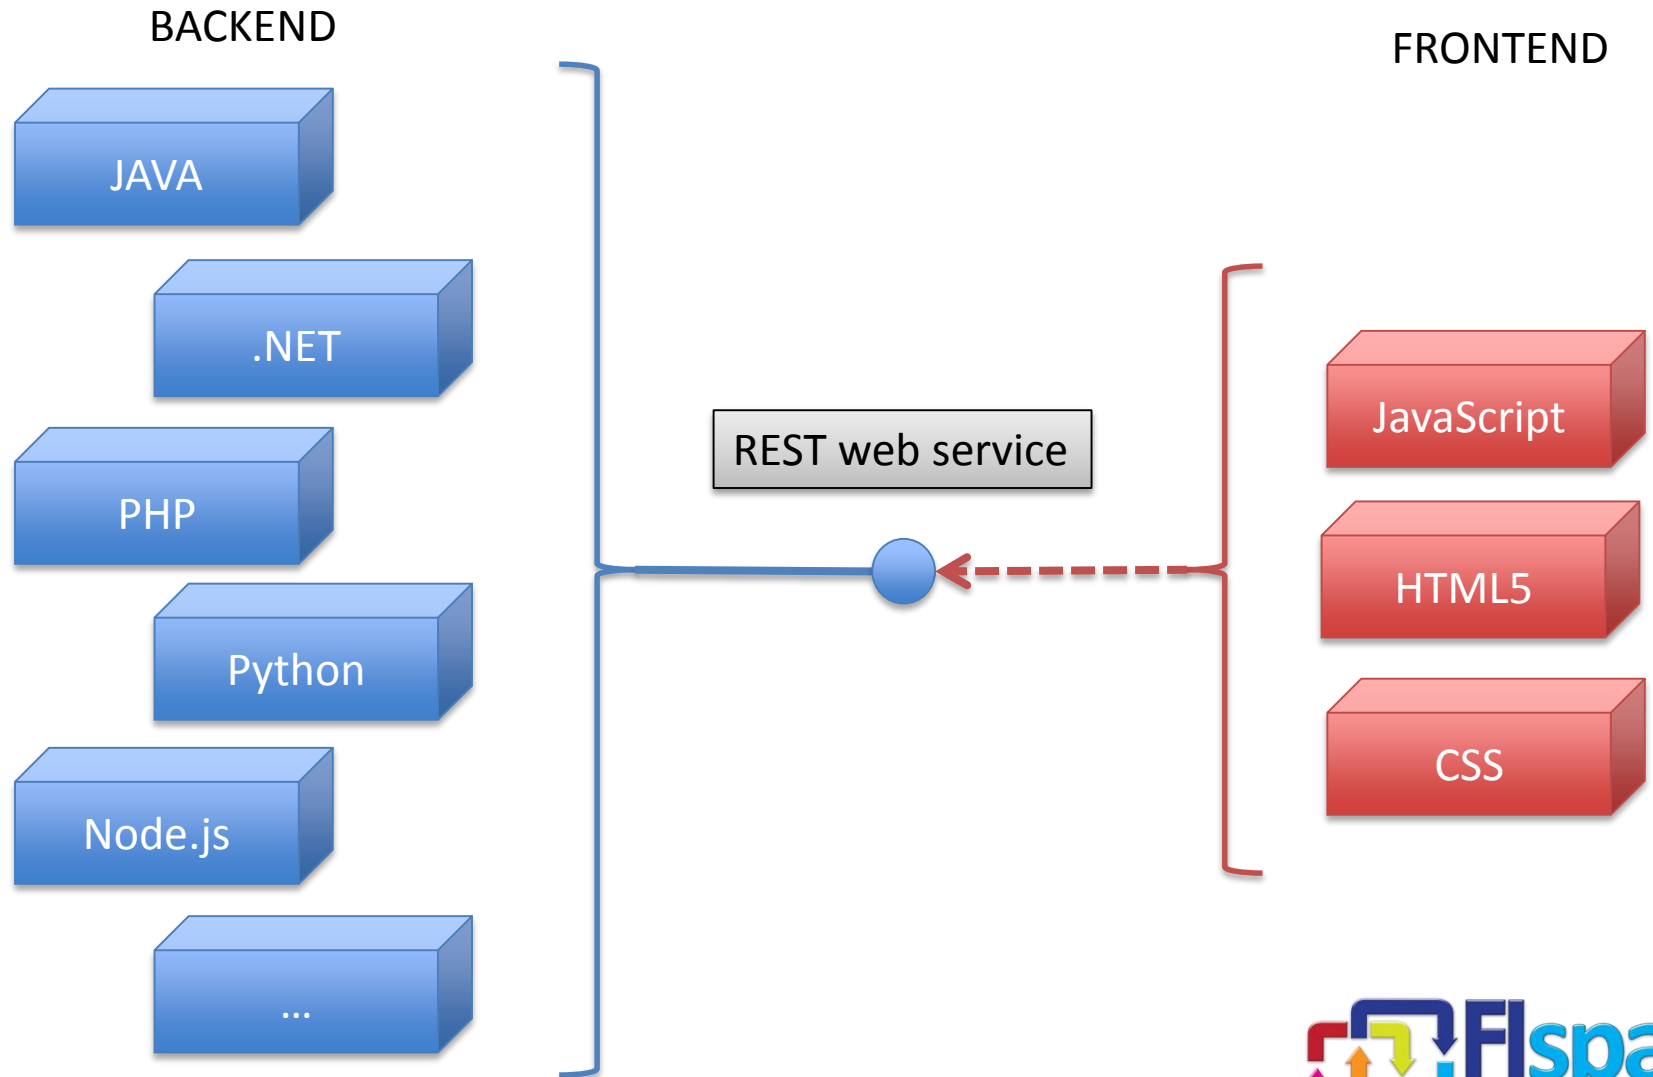 BACKEND
FRONTEND
JAVA
.NET
PHP
Python
Node.js
...
REST web service
JavaScript
HTML5
CSS
FIspa